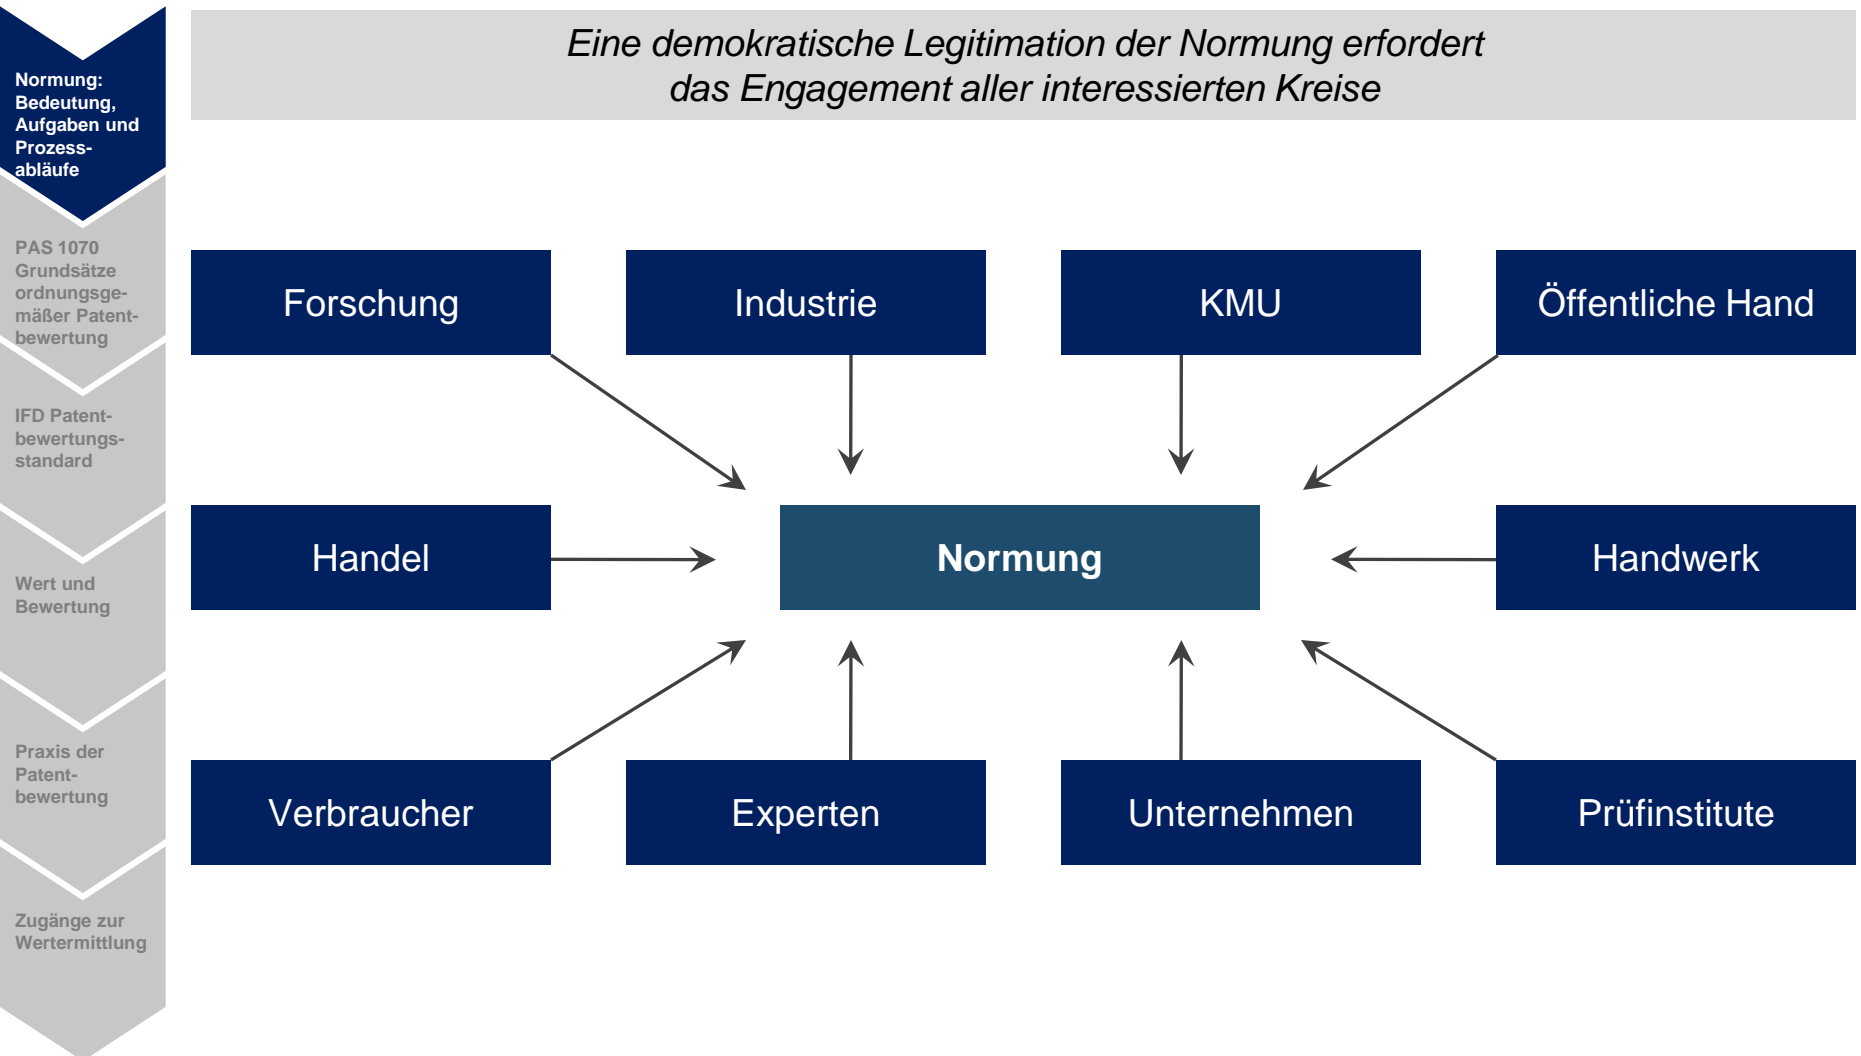 Eine demokratische Legitimation der Normung erfordert
das Engagement aller interessierten Kreise
Normung:
Bedeutung,
Aufgaben und
Prozess-
abläufe
PAS 1070
Grundsätze
ordnungsge-
mäßer Patent-
bewertung
IFD Patent-
bewertungs-
standard
Wert und
Bewertung
Praxis der
Patent-
bewertung
Zugänge zur
Wertermittlung
Forschung
Industrie
KMU
Öffentliche Hand
Handel
Normung
Handwerk
Verbraucher
Experten
Unternehmen
Prüfinstitute